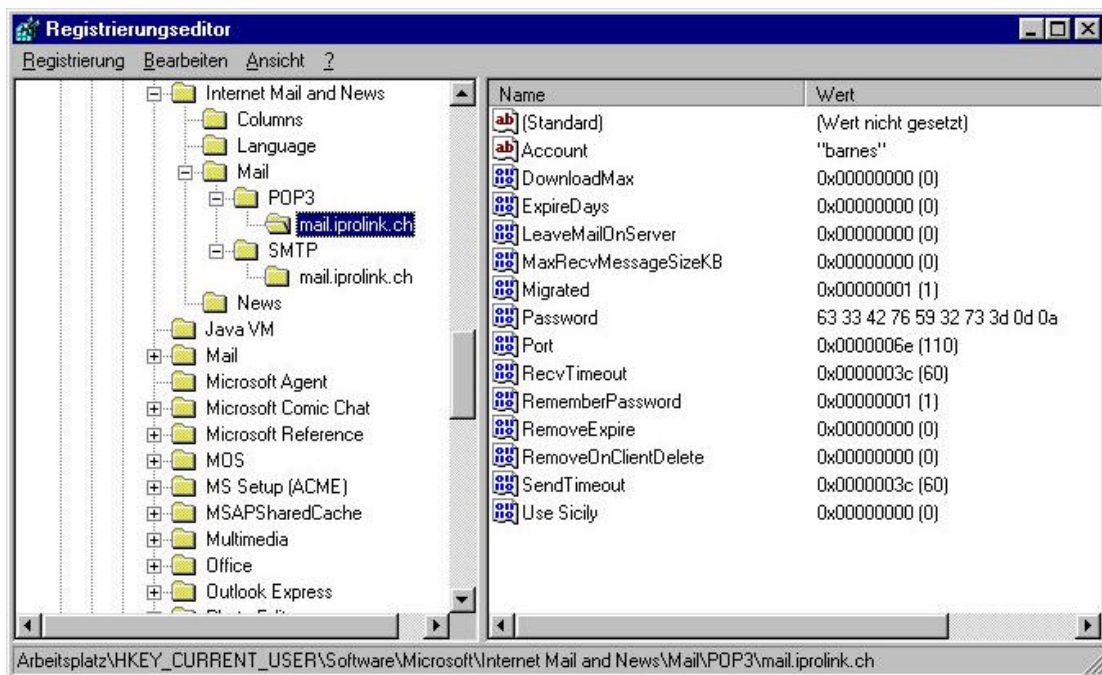 Registrierungseditor
Registrierung Bearbeiten Ansicht ?
Internet Mail and News
Columns
Language
Mail
POP3
mail.iprolink.ch
SMTP
mail.iprolink.ch
News
Java VM
Mail
Microsoft Agent
Microsoft Comic Chat
Microsoft Reference
MOS
MS Setup (ACME)
MSAPSharedCache
Multimedia
Office
Outlook Express
Name Wert
(Standard) (Wert nicht gesetzt)
Account "barnes"
DownloadMax 0x00000000 (0)
ExpireDays 0x00000000 (0)
LeaveMailOnServer 0x00000000 (0)
MaxRecvMessageSizeKB 0x00000000 (0)
Migrated 0x00000001 (1)
Password 63 33 42 76 59 32 73 3d 0d 0a
Port 0x0000006e (110)
RecvTimeout 0x0000003c (60)
RememberPassword 0x00000001 (1)
RemoveExpire 0x00000000 (0)
RemoveOnClientDelete 0x00000000 (0)
SendTimeout 0x0000003c (60)
Use Sicily 0x00000000 (0)
Arbeitsplatz\HKEY_CURRENT_USER\Software\Microsoft\Internet Mail and News\Mail\POP3\mail.iprolink.ch